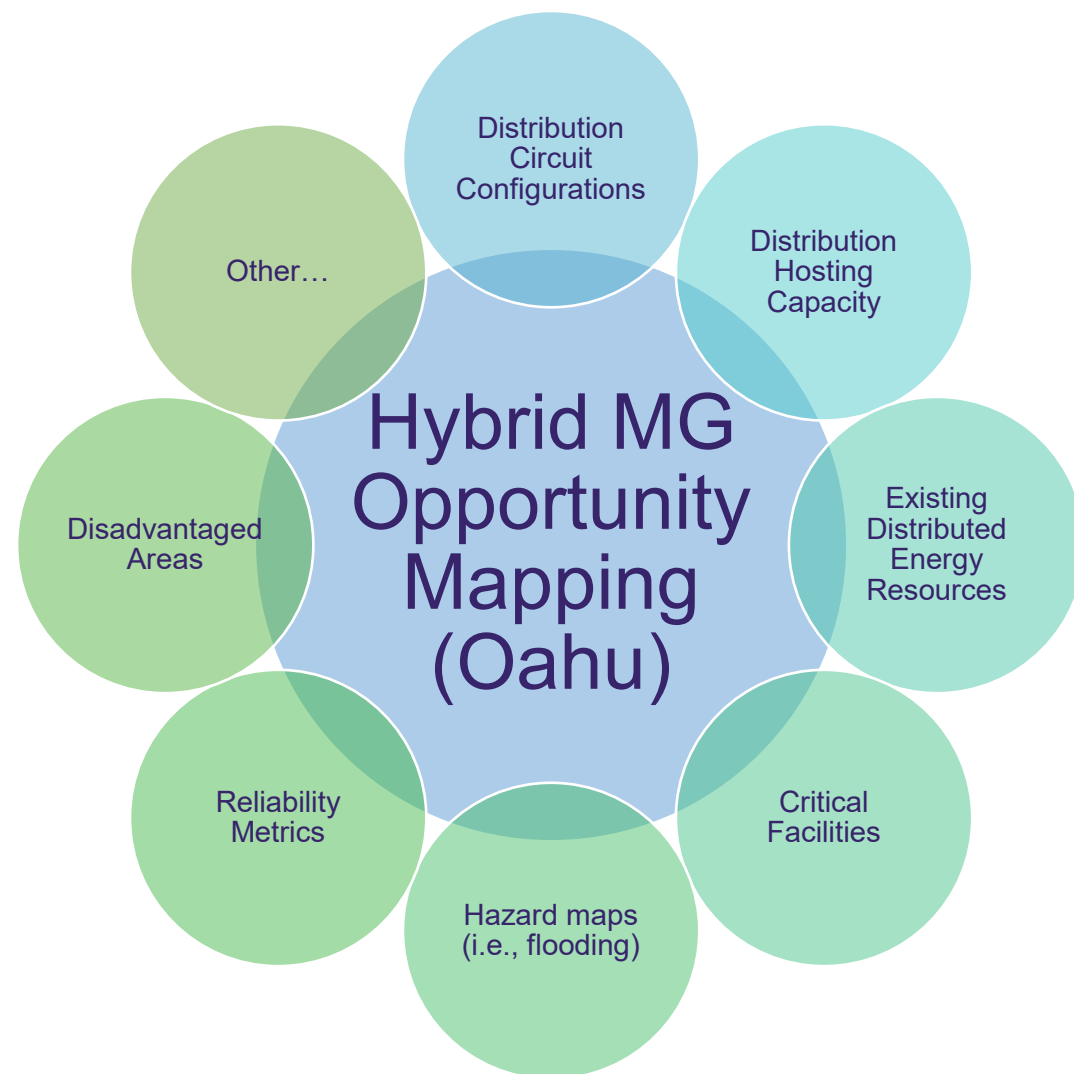 Distribution
Circuit
Configurations
Distribution
Hosting
Capacity
Existing
Distributed
Energy
Resources
Critical
Facilities
Hazard maps
(i.e., flooding)
Reliability
Metrics
Disadvantaged
Areas
Other…
Hybrid MG
Opportunity
Mapping
(Oahu)